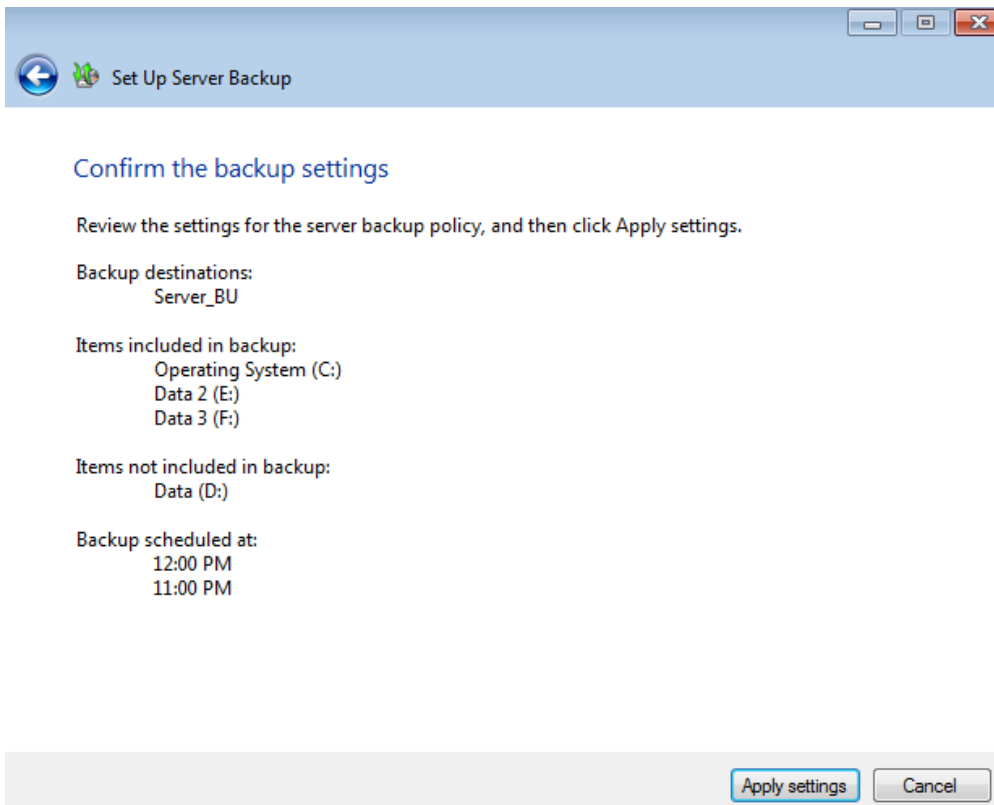 Set Up Server Backup
Confirm the backup settings
Review the settings for the server backup policy, and then click Apply settings.
Backup destinations:
Server_BU
Items included in backup:
Operating System (C:)
Data 2 (E:)
Data 3 (F:)
Items not included in backup:
Data (D:)
Backup scheduled at:
12:00 PM
11:00 PM
Apply settings
Cancel